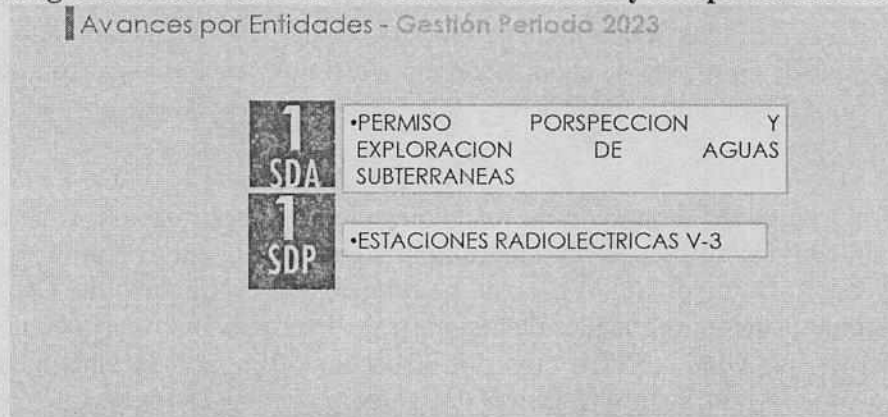 Avances por Entidades - Gestión Periodo 2023
1
SDA
•PERMISO PORSPECCION Y
EXPLORACION DE AGUAS
SUBTERRANEAS
1
SDP
•ESTACIONES RADIOLECTRICAS V-3